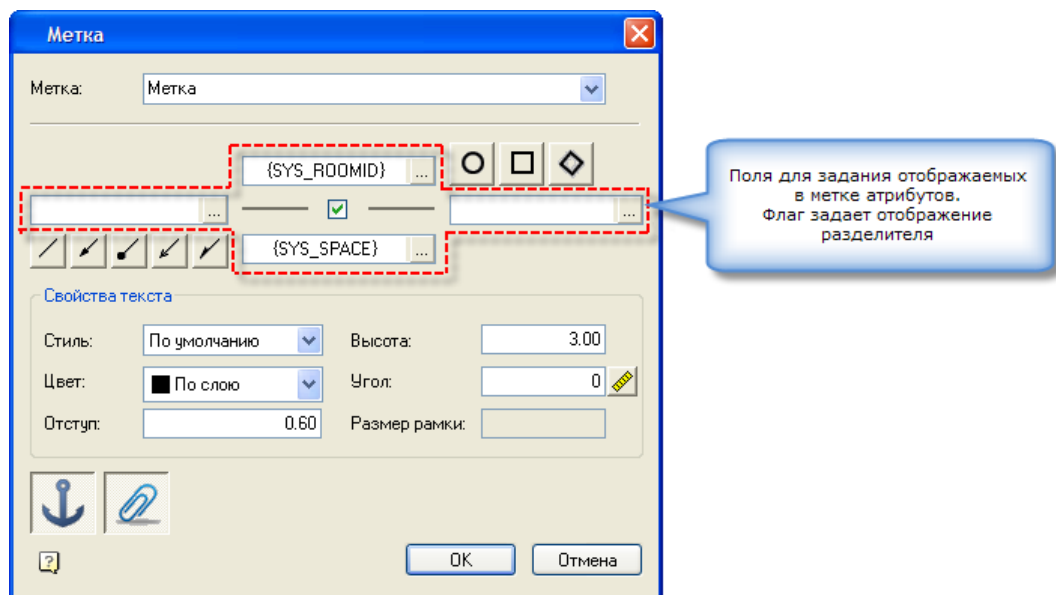 Метка
Метка:
Метка
{SYS_ROOMID}
...
...
...
{SYS_SPACE}
...
Поля для задания отображаемых
в метке атрибутов.
Флаг задает отображение
разделителя
Свойства текста
Стиль:
По умолчанию
Высота:
3.00
Цвет:
По слою
Угол:
0
Отступ:
0.60
Размер рамки:
?
OK
Отмена